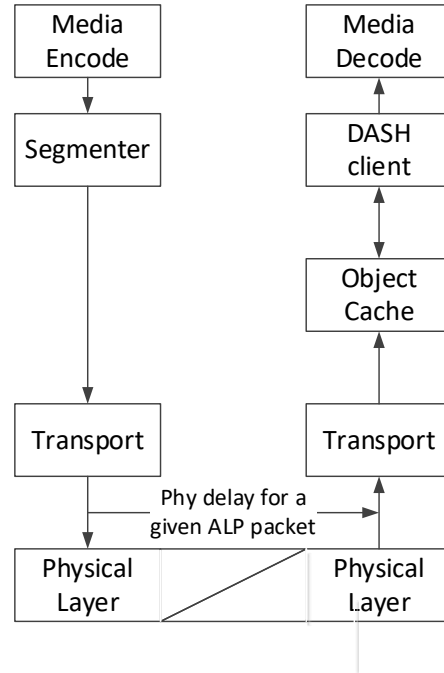 Media
Encode
Media
Decode
Segmenter
DASH
client
Object
Cache
Transport
Transport
Phy delay for a
given ALP packet
Physical
Layer
Physical
Layer